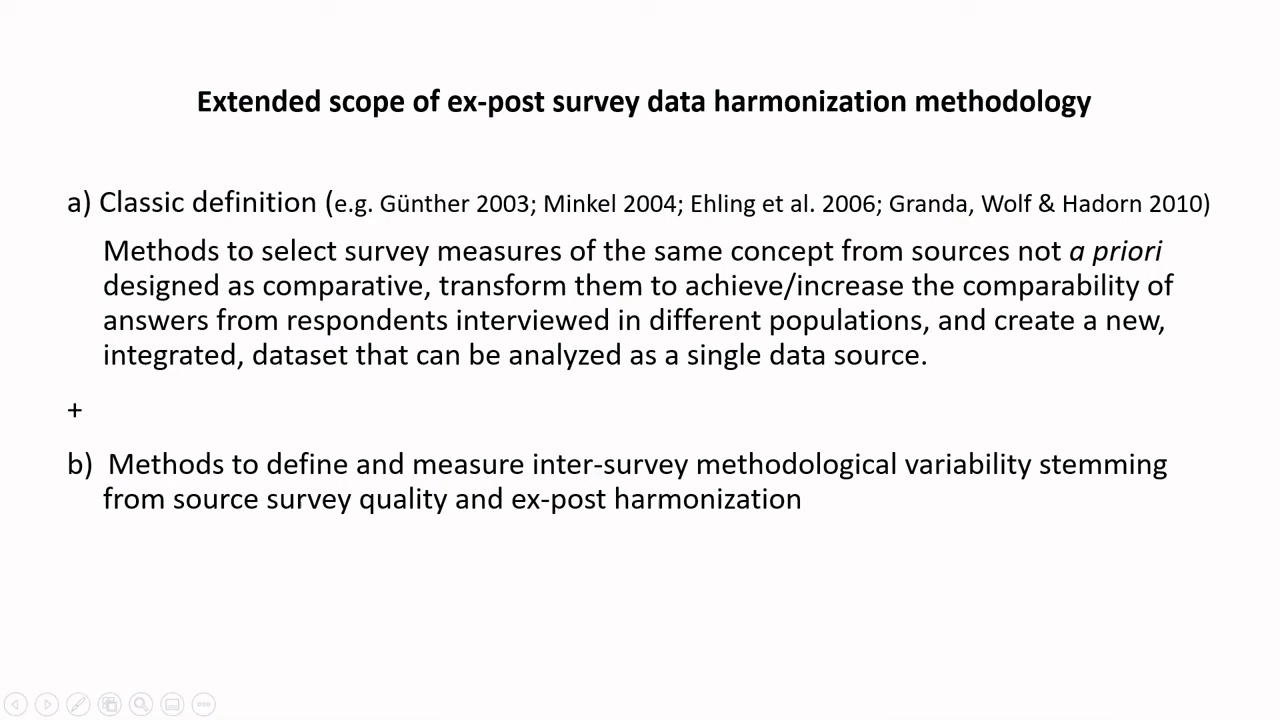 Extended scope of ex-post survey data harmonization methodology
a) Classic definition (e.g. Günther 2003; Minkel 2004; Ehling et al. 2006; Granda, Wolf & Hadorn 2010)
Methods to select survey measures of the same concept from sources not a priori
designed as comparative, transform them to achieve/increase the comparability of
answers from respondents interviewed in different populations, and create a new,
integrated, dataset that can be analyzed as a single data source.
+
b) Methods to define and measure inter-survey methodological variability stemming
from source survey quality and ex-post harmonization